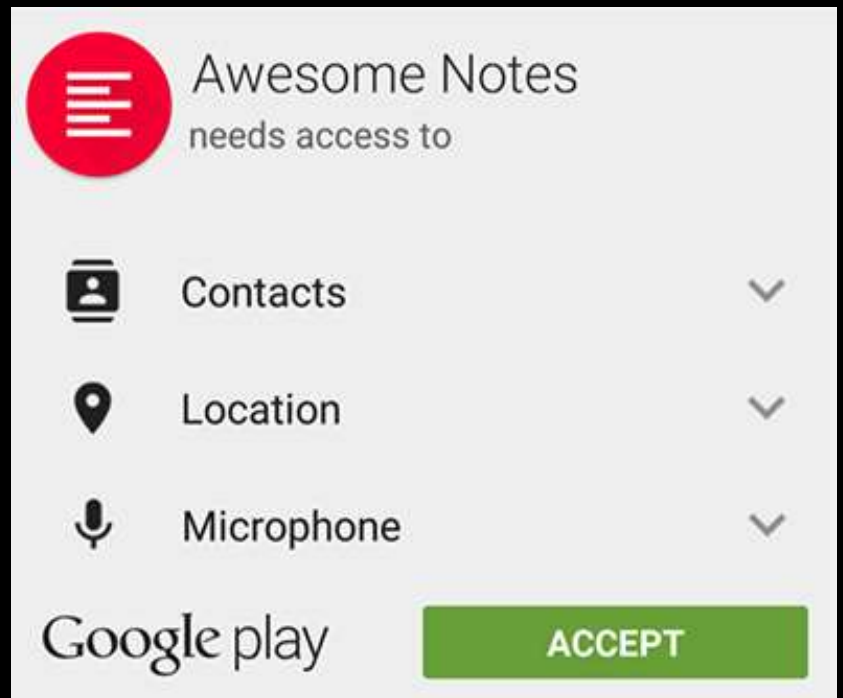 Awesome Notes
needs access to
Contacts
Location
Microphone
Google play
ACCEPT